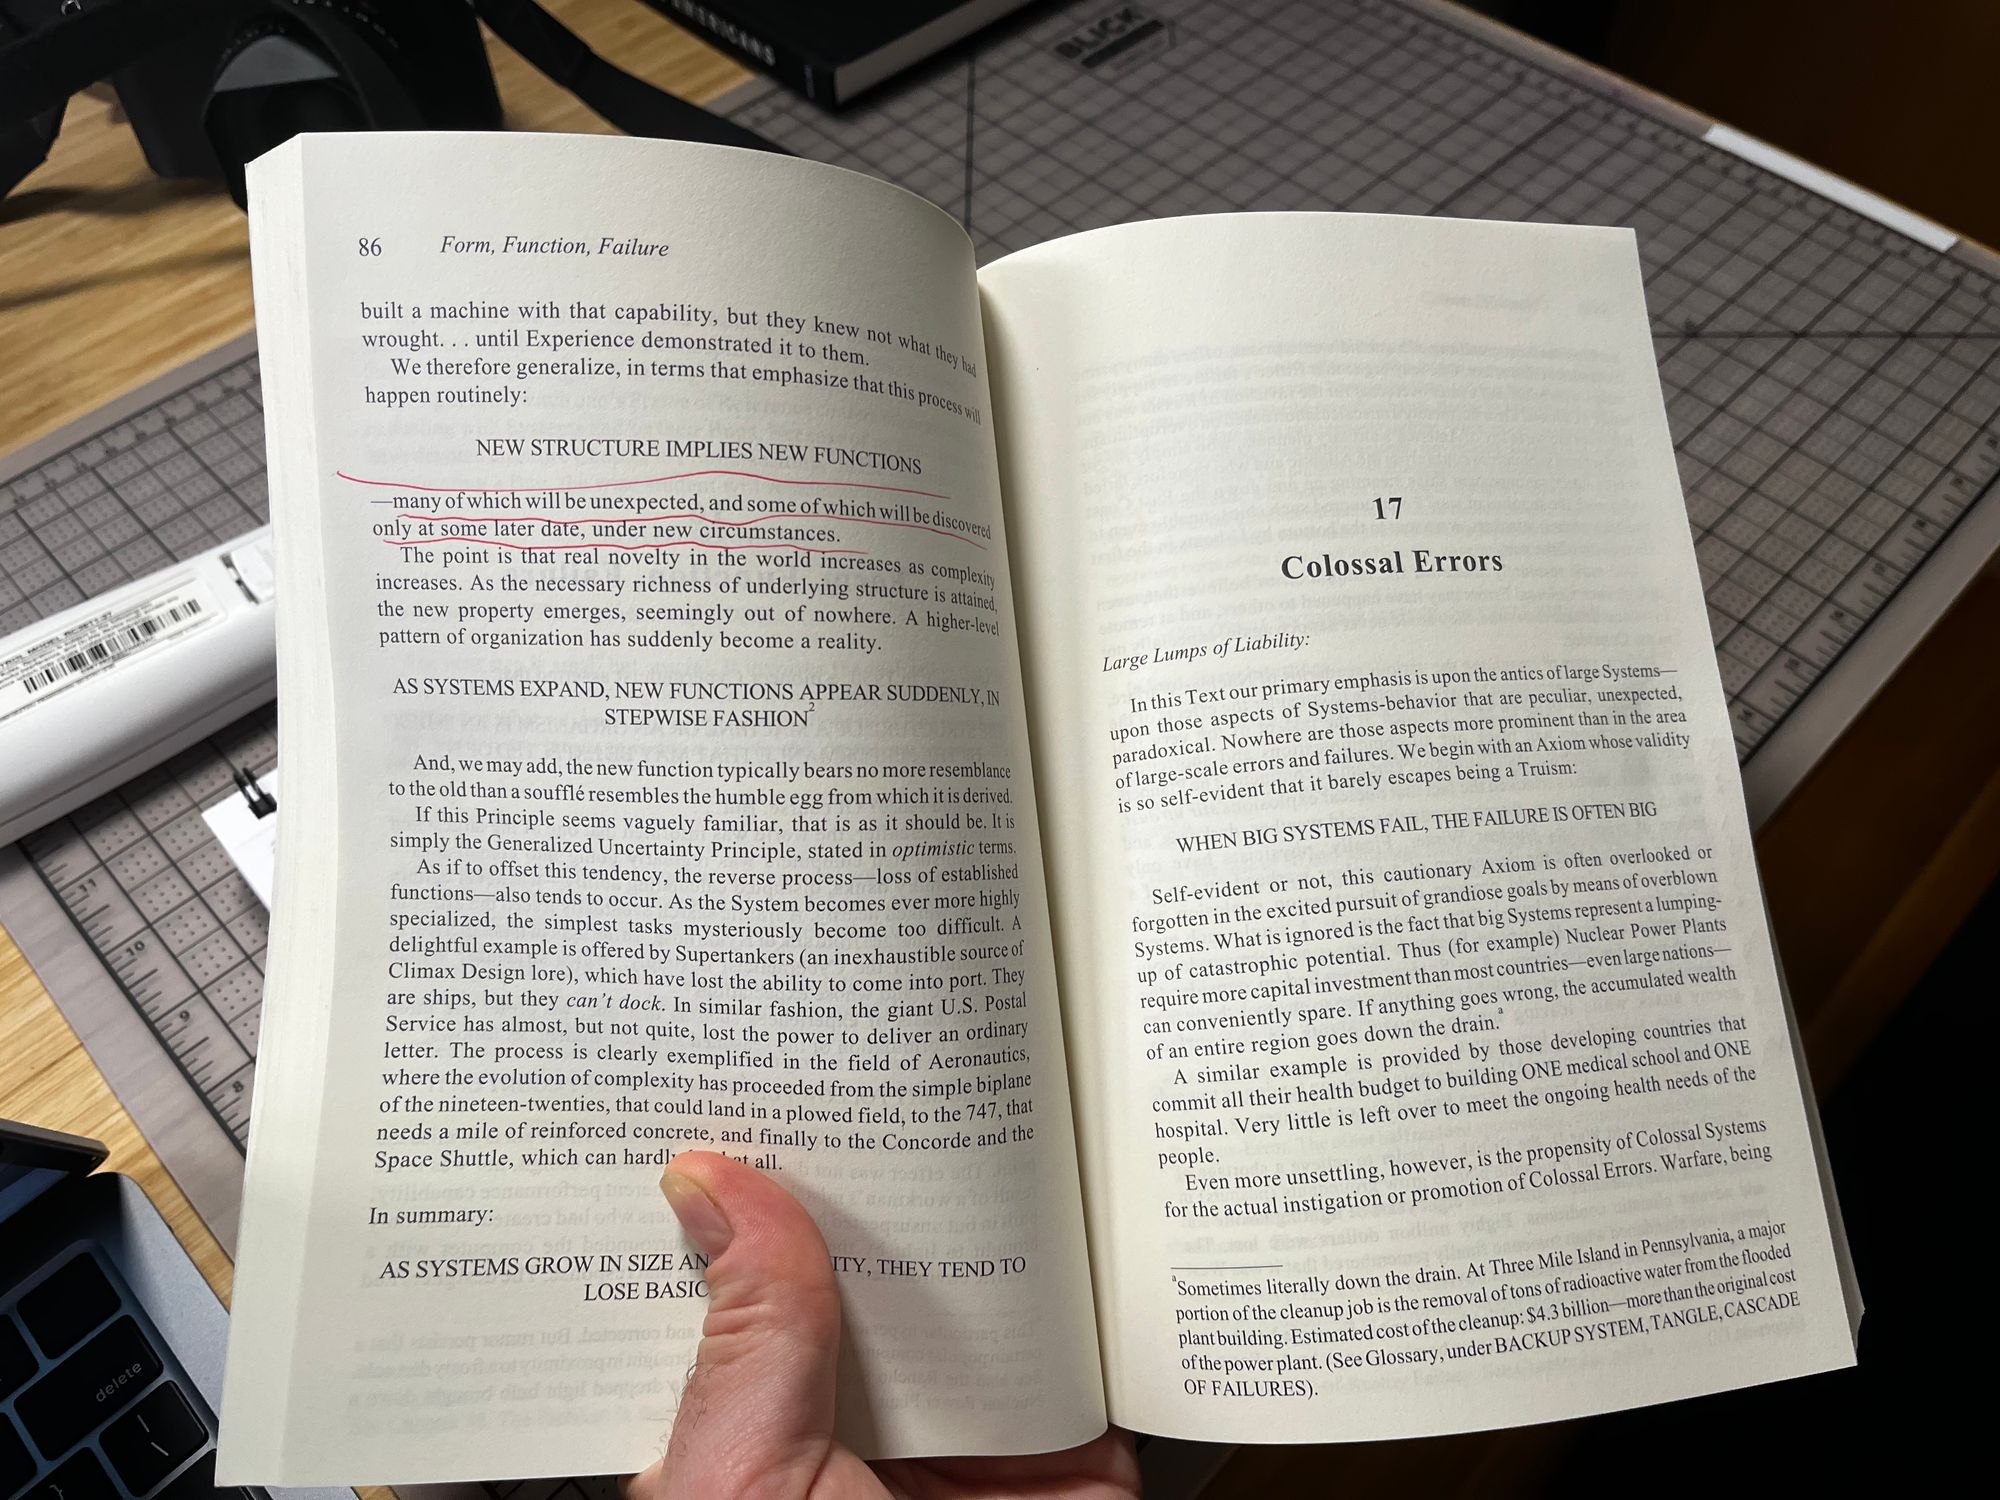 BLICK
86 Form, Function, Failure
built a machine with that capability, but they knew not what they had
wrought. . . until Experience demonstrated it to them.
We therefore generalize, in terms that emphasize that this process will
happen routinely:
NEW STRUCTURE IMPLIES NEW FUNCTIONS
—many of which will be unexpected, and some of which will be discovered
only at some later date, under new circumstances.
The point is that real novelty in the world increases as complexity
increases. As the necessary richness of underlying structure is attained,
the new property emerges, seemingly out of nowhere. A higher-level
pattern of organization has suddenly become a reality.
AS SYSTEMS EXPAND, NEW FUNCTIONS APPEAR SUDDENLY, IN
STEPWISE FASHION2
And, we may add, the new function typically bears no more resemblance
to the old than a soufflé resembles the humble egg from which it is derived.
If this Principle seems vaguely familiar, that is as it should be. It is
simply the Generalized Uncertainty Principle, stated in optimistic terms.
As if to offset this tendency, the reverse process—loss of established
functions—also tends to occur. As the System becomes ever more highly
specialized, the simplest tasks mysteriously become too difficult. A
delightful example is offered by Supertankers (an inexhaustible source of
Climax Design lore), which have lost the ability to come into port. They
are ships, but they can't dock. In similar fashion, the giant U.S. Postal
Service has almost, but not quite, lost the power to deliver an ordinary
letter. The process is clearly exemplified in the field of Aeronautics,
where the evolution of complexity has proceeded from the simple biplane
of the nineteen-twenties, that could land in a plowed field, to the 747, that
needs a mile of reinforced concrete, and finally to the Concorde and the
Space Shuttle, which can hardly at all.
In summary:
AS SYSTEMS GROW IN SIZE THEY TEND TO
LOSE BASIC
17
Colossal Errors
Large Lumps of Liability:
In this Text our primary emphasis is upon the antics of large Systems—
upon those aspects of Systems-behavior that are peculiar, unexpected,
paradoxical. Nowhere are those aspects more prominent than in the area
of large-scale errors and failures. We begin with an Axiom whose validity
is so self-evident that it barely escapes being a Truism:
WHEN BIG SYSTEMS FAIL, THE FAILURE IS OFTEN BIG
Self-evident or not, this cautionary Axiom is often overlooked or
forgotten in the excited pursuit of grandiose goals by means of overblown
Systems. What is ignored is the fact that big Systems represent a lumping-
up of catastrophic potential. Thus (for example) Nuclear Power Plants
require more capital investment than most countries—even large nations—
can conveniently spare. If anything goes wrong, the accumulated wealth
of an entire region goes down the drain.a
A similar example is provided by those developing countries that
commit all their health budget to building ONE medical school and ONE
hospital. Very little is left over to meet the ongoing health needs of the
people.
Even more unsettling, however, is the propensity of Colossal Systems
for the actual instigation or promotion of Colossal Errors. Warfare, being
aSometimes literally down the drain. At Three Mile Island in Pennsylvania, a major
portion of the cleanup job is the removal of tons of radioactive water from the flooded
plant building. Estimated cost of the cleanup: $4.3 billion—more than the original cost
of the power plant. (See Glossary, under BACKUP SYSTEM, TANGLE, CASCADE
OF FAILURES).
11
10
9
8
delete